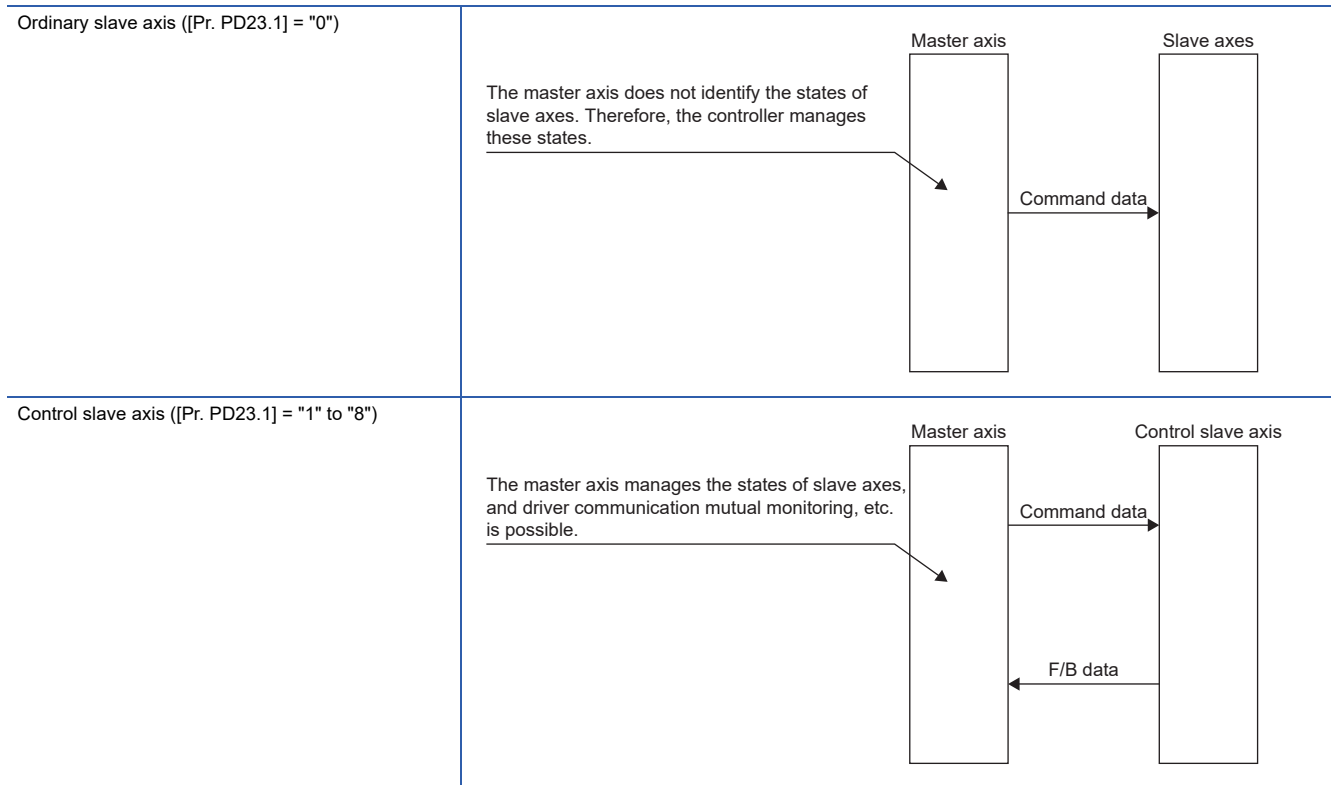 Ordinary slave axis ([Pr. PD23.1] = "0")
Master axis
Slave axes
The master axis does not identify the states of
slave axes. Therefore, the controller manages
these states.
Command data
Control slave axis ([Pr. PD23.1] = "1" to "8")
Master axis
Control slave axis
The master axis manages the states of slave axes,
and driver communication mutual monitoring, etc.
is possible.
Command data
F/B data